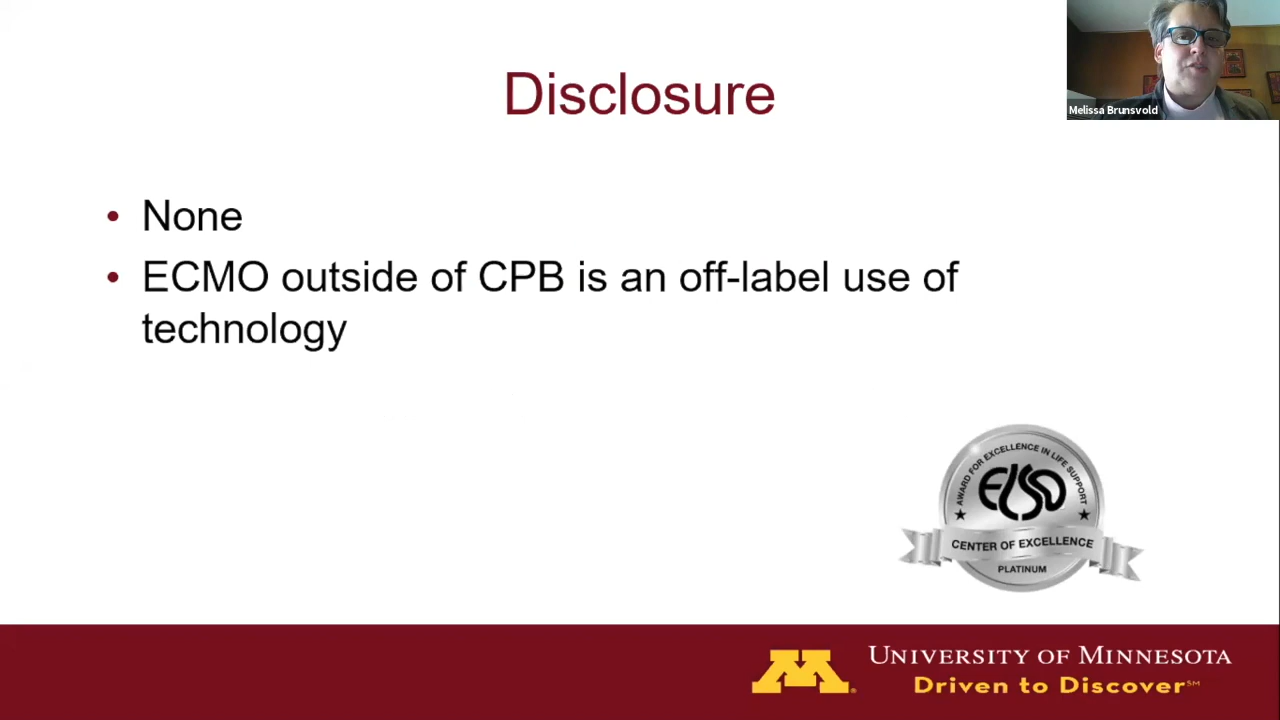 Disclosure
Melissa Brunsvold
• None
• ECMO outside of CPB is an off-label use of
technology
AWARD FOR EXCELLENCE IN LIFE SUPPORT
ELSO
CENTER OF EXCELLENCE
PLATINUM
M
UNIVERSITY OF MINNESOTA
Driven to Discover℠